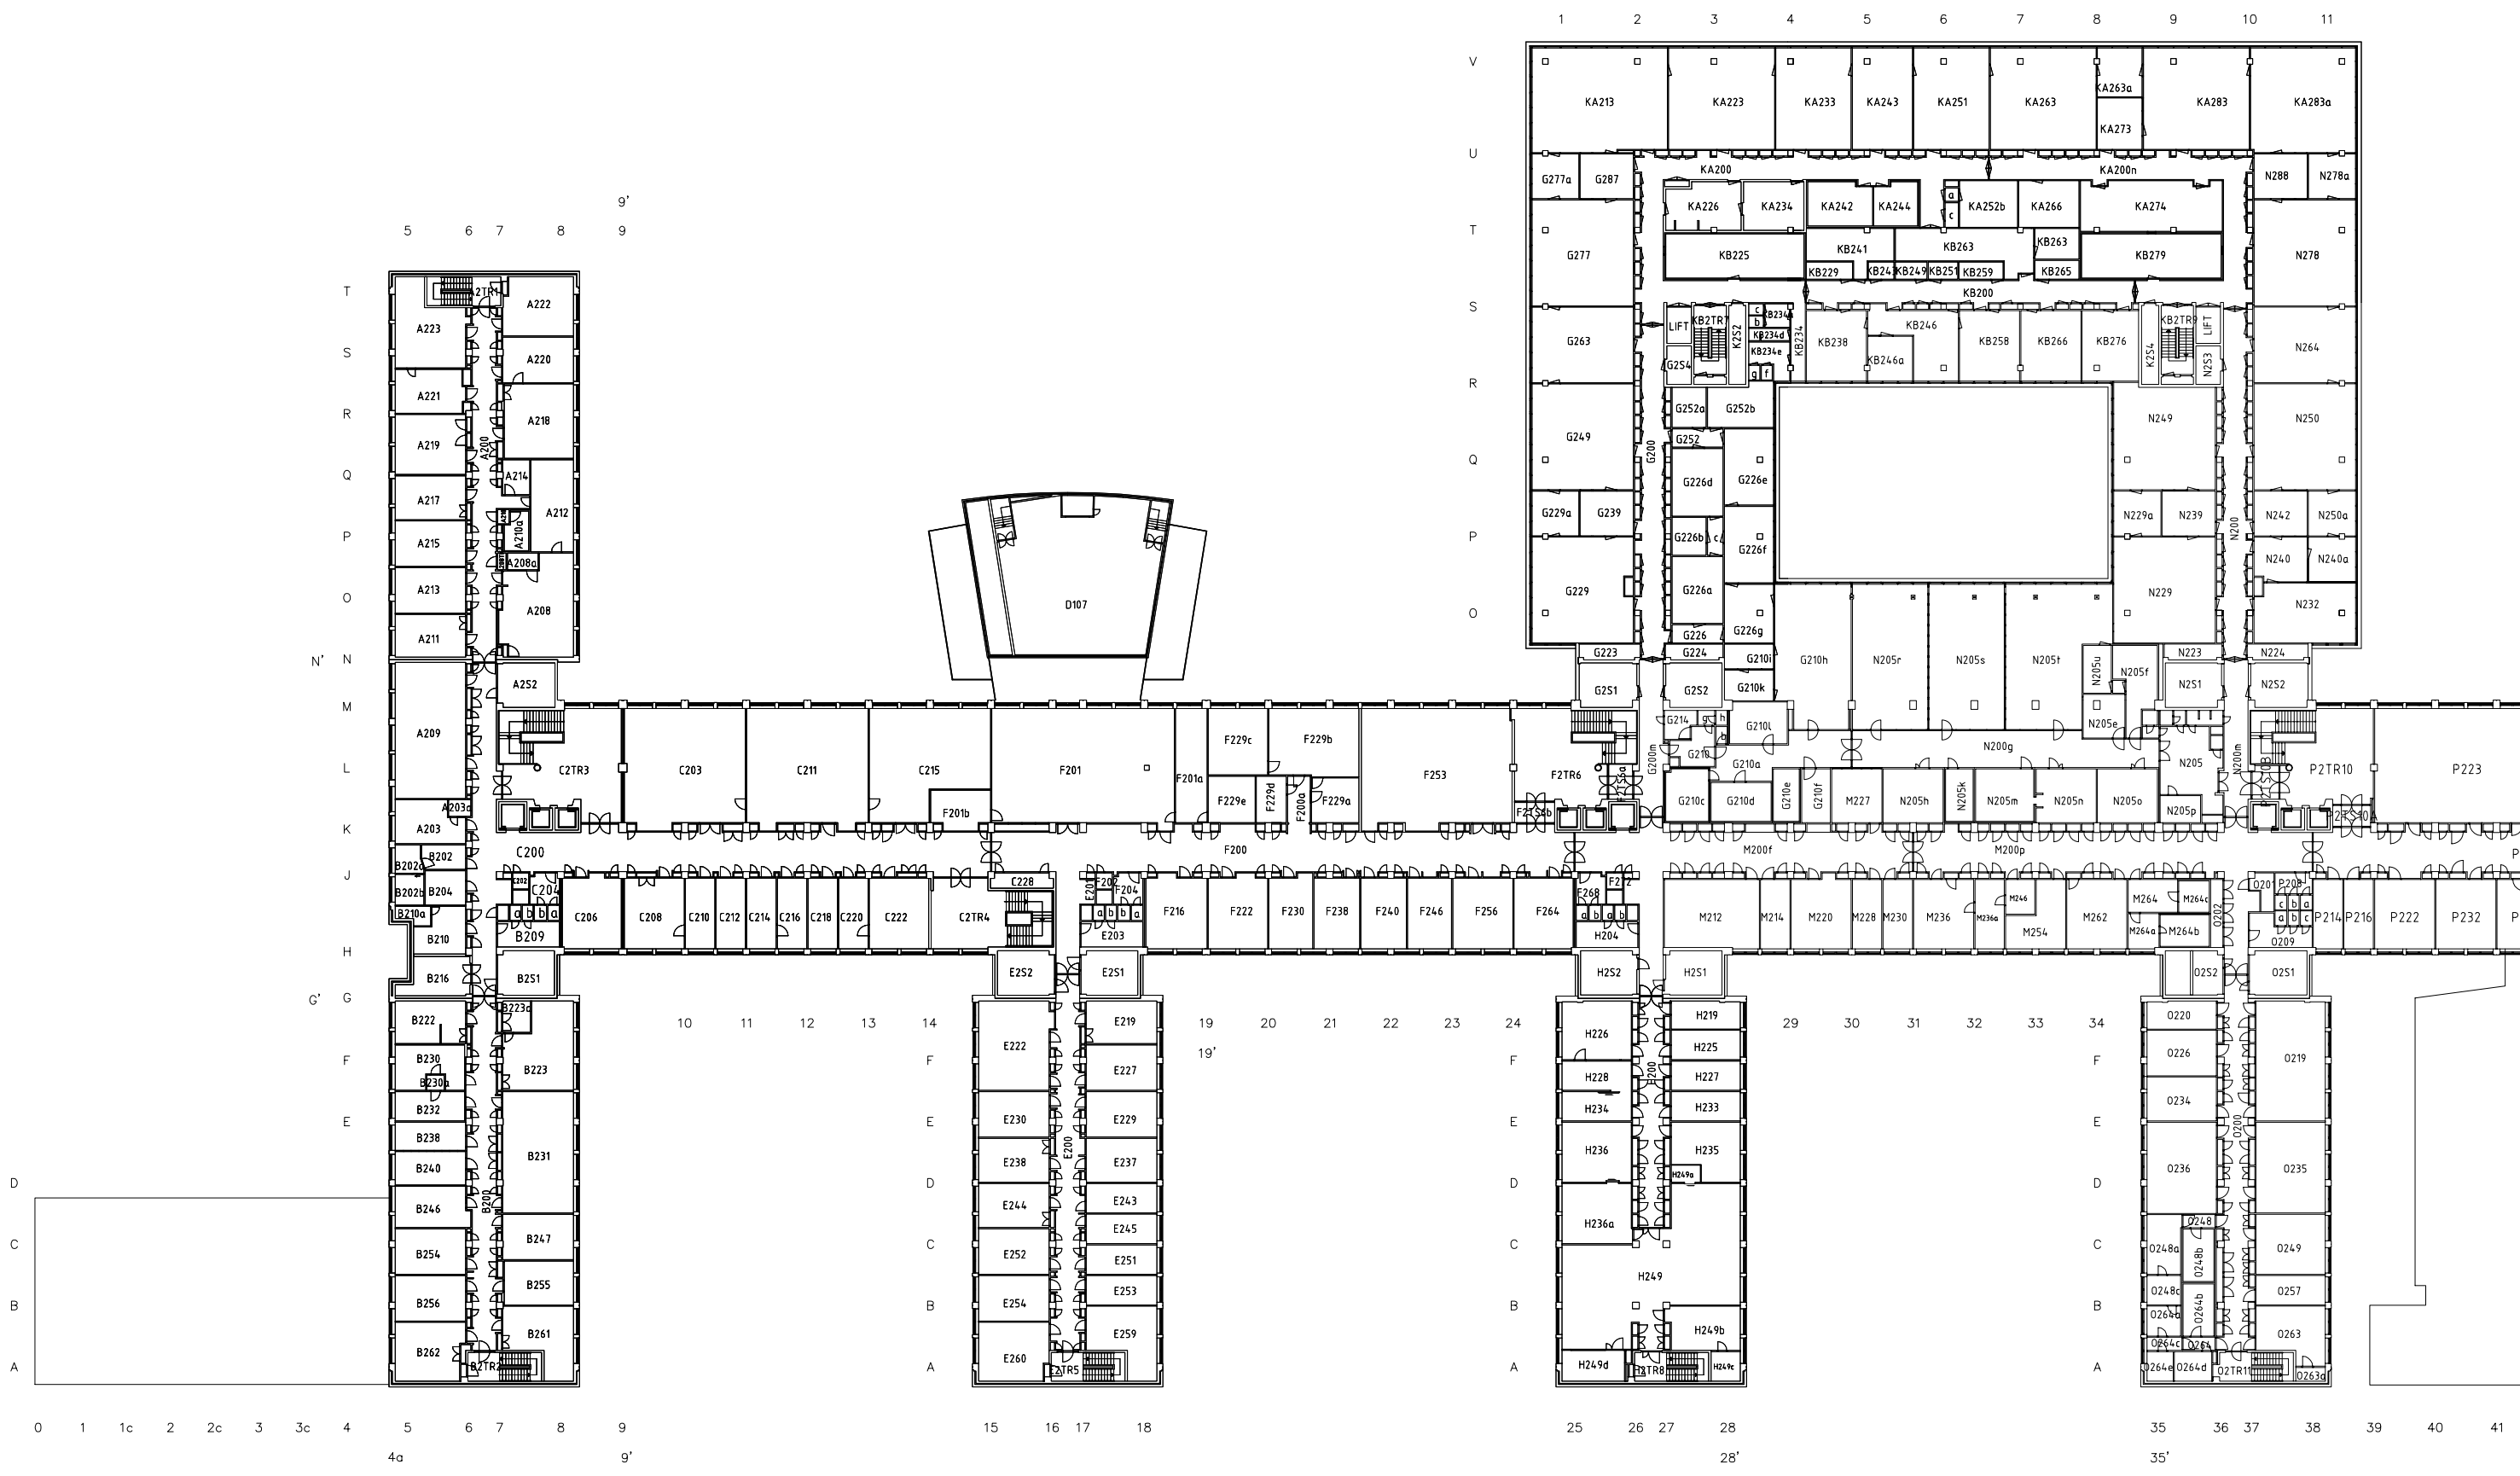 1 2 3 4 5 6 7 8 9 10 11
V
KA213 KA223 KA233 KA243 KA251 KA263 KA263a KA283 KA283a
KA273
U
KA200 KA200n
G277a G287 N288 N278a
a
KA226 KA234 KA242 KA244 c KA252b KA266 KA274
9'
5 6 7 8 9
T
G277 KB225 KB241 KB263 KB263 KB279 N278
KB229 KB249 KB251 KB259 KB265
KB200
T
A2TR1 A222
A223
S
LIFT KB2TR7 K2S2 c b KB234d KB234e g f KB234 KB238 KB246 KB246a KB258 KB266 KB276 K2S4 KB2TR9 LIFT
G263 G2S4 N2S3 N264
S
A220
R
A221
G252a G252b N249 N250
R
A218
A219 A200
G249 G252 G200
Q
Q
A214
A217 A212
G226d G226e
G229a G239 N229a N239 N242 N250a
A210a
P
A215
P
G226b c G226f N200 N240 N240a
A208a
A213
O
D107
G229 G226a N229 N232
A208
O
A211
G226 G226g
N' N
G223 G224 G210i G210h N205r N205s N205t N205u N205f N223 N224
A2S2
G2S1 G2S2 G210k N2S1 N2S2
M
G214 g h G210l N205e
A209
C2TR3 C203 C211 C215 F201 F201a F229c F229b F253 F2TR6
G200m G210 G210a N200g N205 N200m P2TR10 P223
L
F229e F229d F200a F229a
G210c G210d G210e G210f M227 N205h N205k N205m N205n N205o N205p
A203a F201b F2TS6b F2TS6a
K
A203
C200 F200 M200f M200p
B202 B202a
J
B202b B204 C202 C204 C228 E201 F202 F204 F268 F272 O201 P208
B210a
a b b a C206 C208 C210 C212 C214 C216 C218 C220 C222 C2TR4
a b b a F216 F222 F230 F238 F240 F246 F256 F264
a b a b M212 M214 M220 M228 M230 M236 M236a M246 M254 M262 M264 M264c M264a M264b O202
c b a
a b c P214 P216 P222 P232
B210 B209 E203 H204 O209
H
B216 B2S1 E2S2 E2S1 H2S2 H2S1 O2S2 O2S1
G' G
B223d
B222 E219 H226 H219 O220
10 11 12 13 14 19 20 21 22 23 24 29 30 31 32 33 34
E222 H225 O226 O219
19'
F B230 F F F
B230a B223 E227 H228 H200 H227
B232 E230 E229 H234 H233 O234
E E E E
B238 E200 O200
B231 E238 E237 H236 H235 O236 O235
B240
H249a
D D D D D
B246 B200 E244 E243
H236a
B247 E245 O248
C B254 C E252 C C O248a O248b O249
E251
B255 H249 O248c O257
B B256 B E254 E253 B B
O264a O264b
B261 E259 H249b O263
B262 E260 O264c O264
A B2TR2 A E2TR5 A H249d H2TR8 H249c A O264e O264d O2TR11 O263a
0 1 1c 2 2c 3 3c 4 5 6 7 8 9 15 16 17 18 25 26 27 28 35 36 37 38 39 40 41
4a 9' 28' 35'